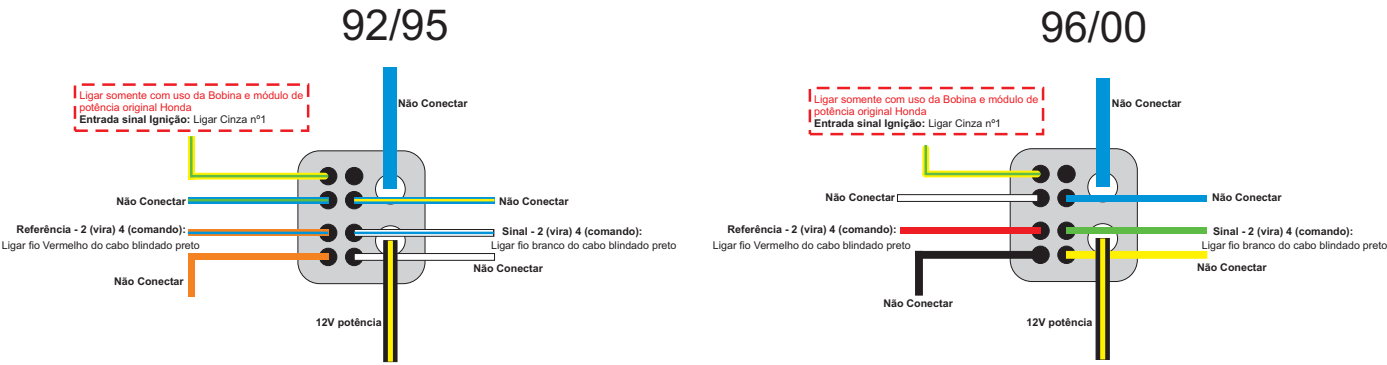 92/95
Não Conectar
Ligar somente com uso da Bobina e módulo de
potência original Honda
Entrada sinal Ignição: Ligar Cinza nº1
Não Conectar
Não Conectar
Referência - 2 (vira) 4 (comando):
Ligar fio Vermelho do cabo blindado preto
Sinal - 2 (vira) 4 (comando):
Ligar fio branco do cabo blindado preto
Não Conectar
Não Conectar
12V potência
96/00
Não Conectar
Ligar somente com uso da Bobina e módulo de
potência original Honda
Entrada sinal Ignição: Ligar Cinza nº1
Não Conectar
Não Conectar
Referência - 2 (vira) 4 (comando):
Ligar fio Vermelho do cabo blindado preto
Sinal - 2 (vira) 4 (comando):
Ligar fio branco do cabo blindado preto
Não Conectar
Não Conectar
12V potência